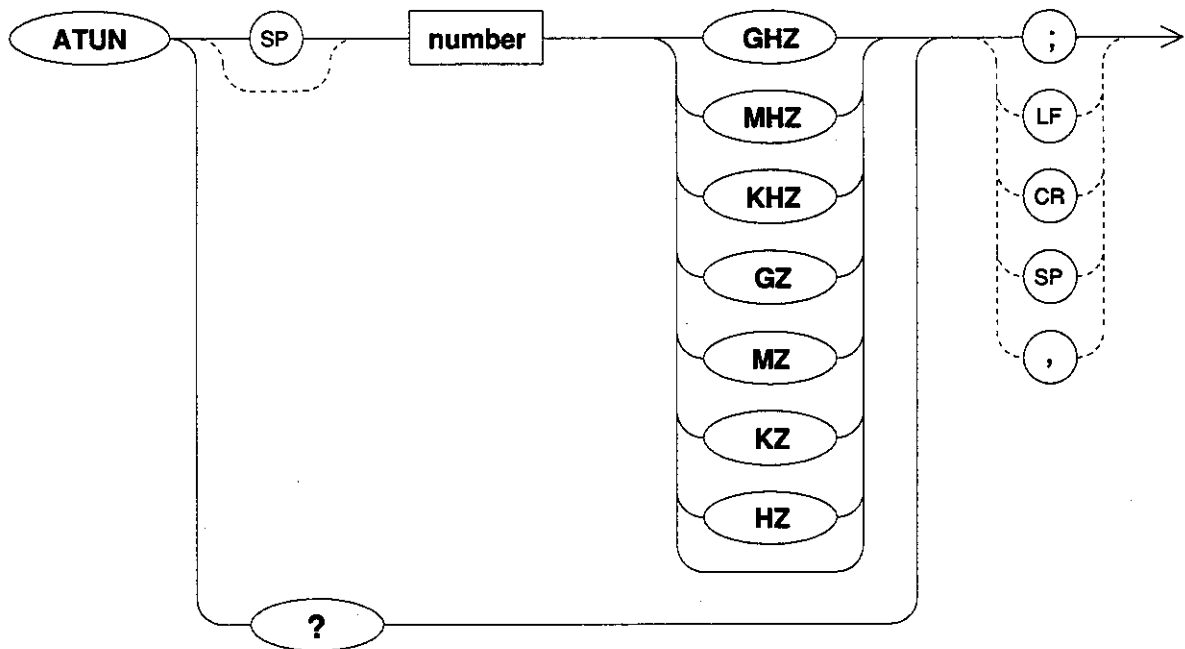 ATUN SP number GHZ ;
MHZ LF
KHZ CR
GZ SP
MZ ,
KZ
HZ
?